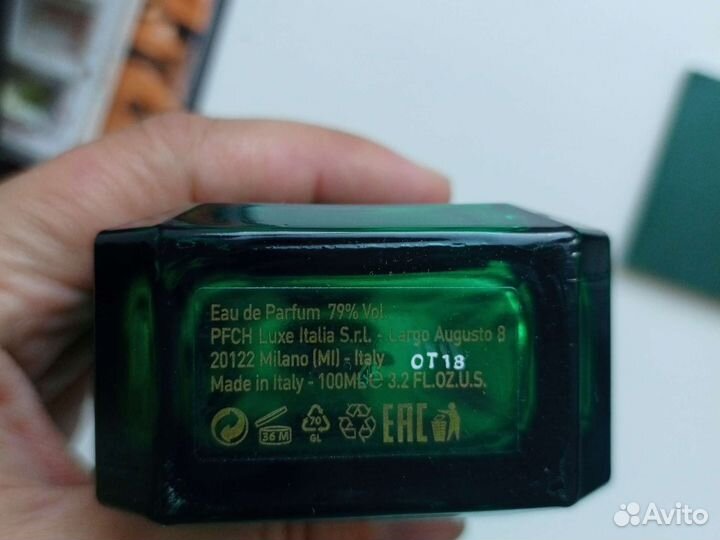 Eau de Parfum 79% Vol.
PFCH Luxe Italia S.r.l. - Largo Augusto 8
20122 Milano (MI) - Italy
OT18
Made in Italy - 100ML℮ 3.2 FL.OZ.U.S.
36 M
70
GL
EAC
Avito